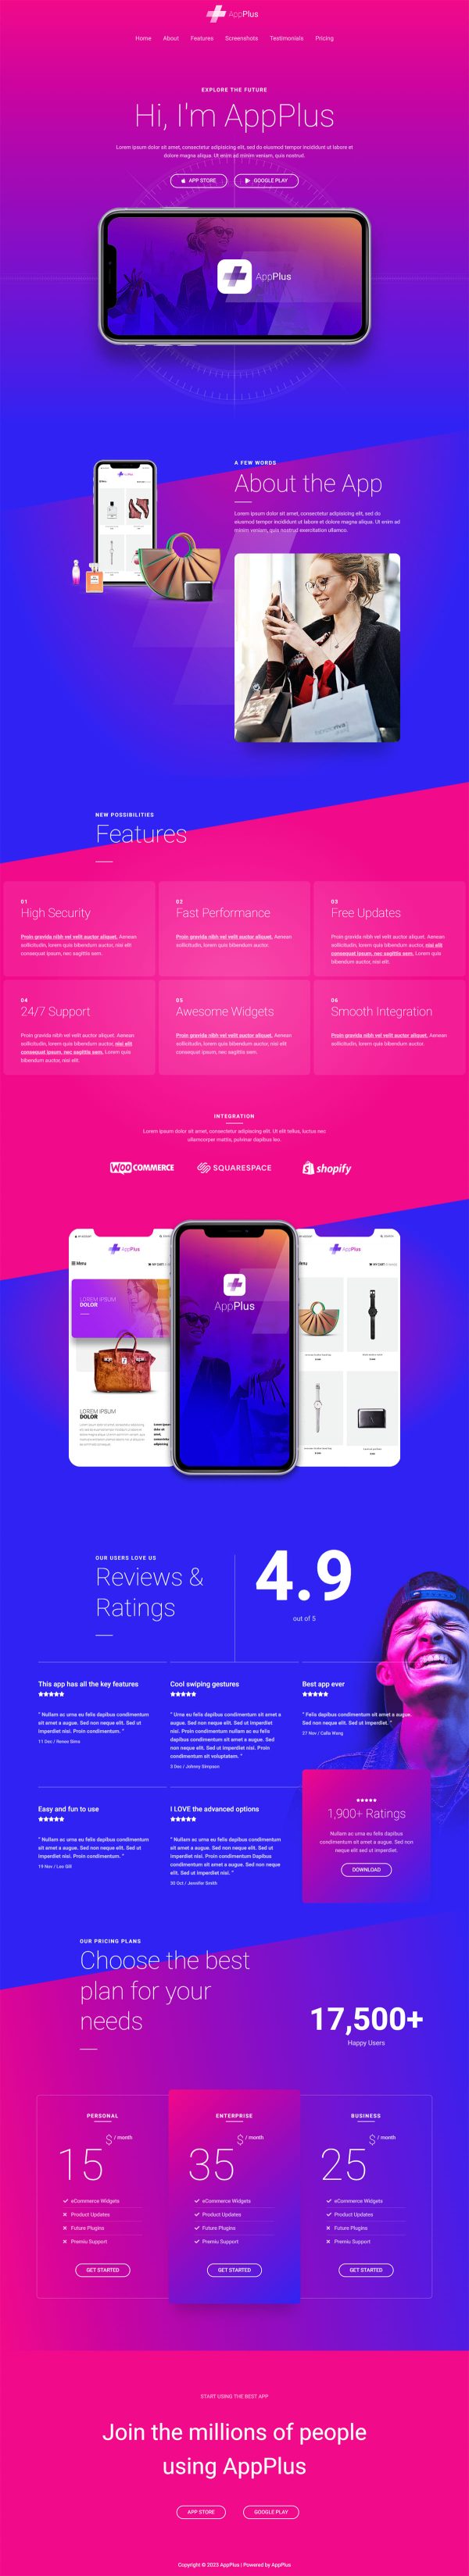 AppPlus
Home About Features Screenshots Testimonials Pricing
EXPLORE THE FUTURE
Hi, I'm AppPlus
Lorem ipsum dolor sit amet, consectetur adipisicing elit, sed do eiusmod tempor incididunt ut labore et
dolore magna aliqua. Ut enim ad minim veniam, quis nostrud.
APP STORE GOOGLE PLAY
AppPlus
A FEW WORDS
About the App
Lorem ipsum dolor sit amet, consectetur adipisicing elit, sed do
eiusmod tempor incididunt ut labore et dolore magna aliqua. Ut enim ad
minim veniam, quis nostrud exercitation ullamco.
NEW POSSIBILITIES
Features
01
High Security
Proin gravida nibh vel velit auctor aliquet. Aenean
sollicitudin, lorem quis bibendum auctor, nisi elit
consequat ipsum, nec sagittis sem.
02
Fast Performance
Proin gravida nibh vel velit auctor aliquet. Aenean
sollicitudin, lorem quis bibendum auctor.
03
Free Updates
Proin gravida nibh vel velit auctor aliquet. Aenean
sollicitudin, lorem quis bibendum auctor, nisi elit
consequat ipsum, nec sagittis sem. Lorem quis
bibendum auctor, nisi elit.
04
24/7 Support
Proin gravida nibh vel velit auctor aliquet. Aenean
sollicitudin, lorem quis bibendum auctor, nisi elit
consequat ipsum, nec sagittis sem. Lorem quis
bibendum auctor, nisi elit.
05
Awesome Widgets
Proin gravida nibh vel velit auctor aliquet. Aenean
sollicitudin, lorem quis bibendum auctor, nisi elit
consequat ipsum, nec sagittis sem.
06
Smooth Integration
Proin gravida nibh vel velit auctor aliquet. Aenean
sollicitudin, lorem quis bibendum auctor.
INTEGRATION
Lorem ipsum dolor sit amet, consectetur adipiscing elit. Ut elit tellus, luctus nec
ullamcorper mattis, pulvinar dapibus leo.
WOOCOMMERCE SQUARESPACE shopify
AppPlus
Menu
MY CART
LOREM IPSUM
DOLOR
LOREM IPSUM
DOLOR
AppPlus
AppPlus
MY CART
OUR USERS LOVE US
Reviews &
Ratings
4.9
out of 5
This app has all the key features
" Nullam ac urna eu felis dapibus condimentum
sit amet a augue. Sed non neque elit. Sed ut
imperdiet nisi. Proin condimentum. "
11 Dec / Renso Sims
Cool swiping gestures
" Urna eu felis dapibus condimentum sit amet a
augue. Sed non neque elit. Sed ut imperdiet
nisi. Proin condimentum nullam ac eu felis
dapibus condimentum sit amet a augue. Sed
non neque elit. Sed ut imperdiet nisi. Proin
condimentum sit voluptatem. "
3 Dec / Johnny Simpson
Best app ever
" Felis dapibus condimentum sit amet augue.
Sed non neque elit. Sed ut imperdiet. "
27 Nov / Callia Wang
Easy and fun to use
" Nullam ac urna eu felis dapibus condimentum
sit amet a augue. Sed non neque elit. Sed ut
imperdiet nisi. Proin condimentum. "
19 Nov / Lea Gill
I LOVE the advanced options
" Nullam ac urna eu felis dapibus condimentum
sit amet a augue. Sed non neque elit. Sed ut
imperdiet nisi. Proin condimentum Dapibus
condimentum sit amet a augue. Sed non neque
elit. Sed ut imperdiet nisi. "
30 Oct / Jennifer Smith
1,900+ Ratings
Nullam ac urna eu felis dapibus
condimentum sit amet a augue. Sed non
neque elit sed ut imperdiet.
DOWNLOAD
OUR PRICING PLANS
Choose the best
plan for your
needs
17,500+
Happy Users
PERSONAL
15 $ / month
eCommerce Widgets
Product Updates
Future Plugins
Premiu Support
GET STARTED
ENTERPRISE
35 $ / month
eCommerce Widgets
Product Updates
Future Plugins
Premiu Support
GET STARTED
BUSINESS
25 $ / month
eCommerce Widgets
Product Updates
Future Plugins
Premiu Support
GET STARTED
START USING THE BEST APP
Join the millions of people
using AppPlus
APP STORE GOOGLE PLAY
Copyright © 2023 AppPlus | Powered by AppPlus